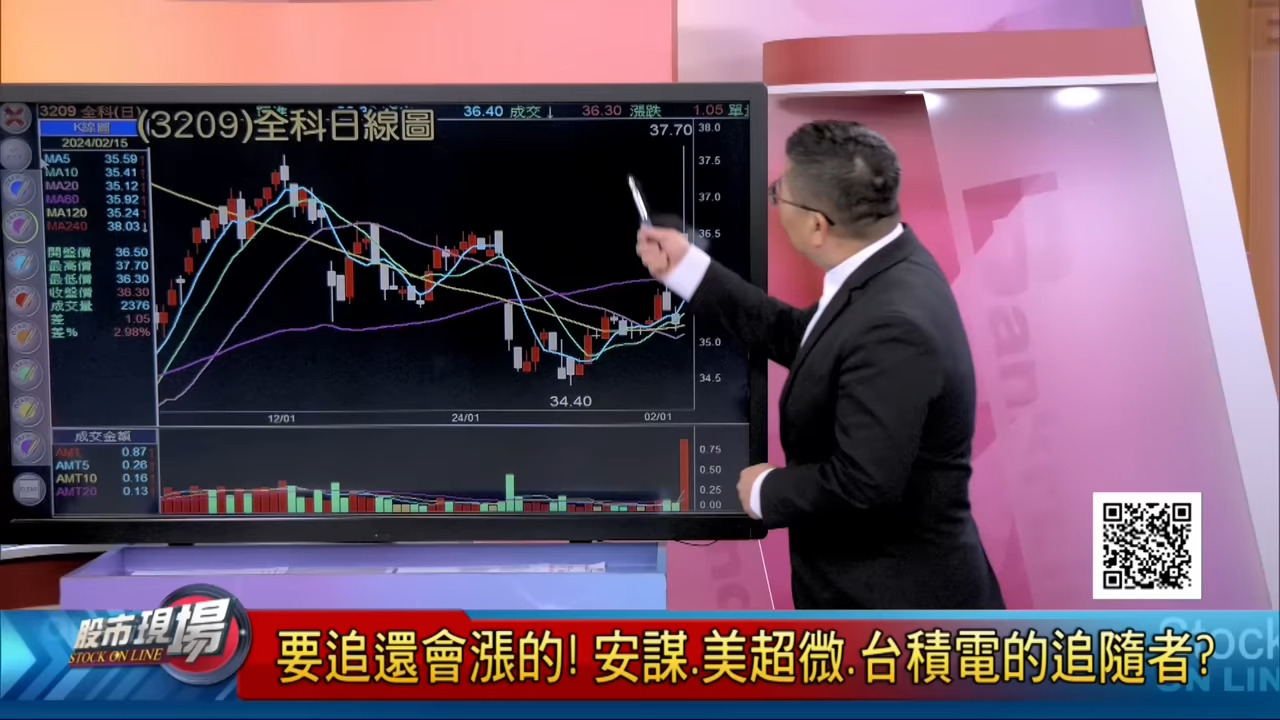 3209 全科(日)
(3209)全科日線圖
36.40 成交↓ 36.30 漲跌 1.05 單
K線圖
2024/02/15
MA5 35.59↑
MA10 35.41↑
MA20 35.12↑
MA60 35.92↑
MA120 35.24↑
MA240 38.03↓
開盤價 36.50
最高價 37.70
最低價 36.30
收盤價 36.30
成交量 2376
差 1.05
差% 2.98%
37.70
38.0
37.5
37.0
36.5
35.0
34.5
34.40
12/01 24/01 02/01
成交金額
AMT 0.87
AMT5 0.26
AMT10 0.16
AMT20 0.13
0.75
0.50
0.25
0.00
股市現場
STOCK ON LINE
要追還會漲的! 安謀.美超微.台積電的追隨者?
Stock
ON LIN